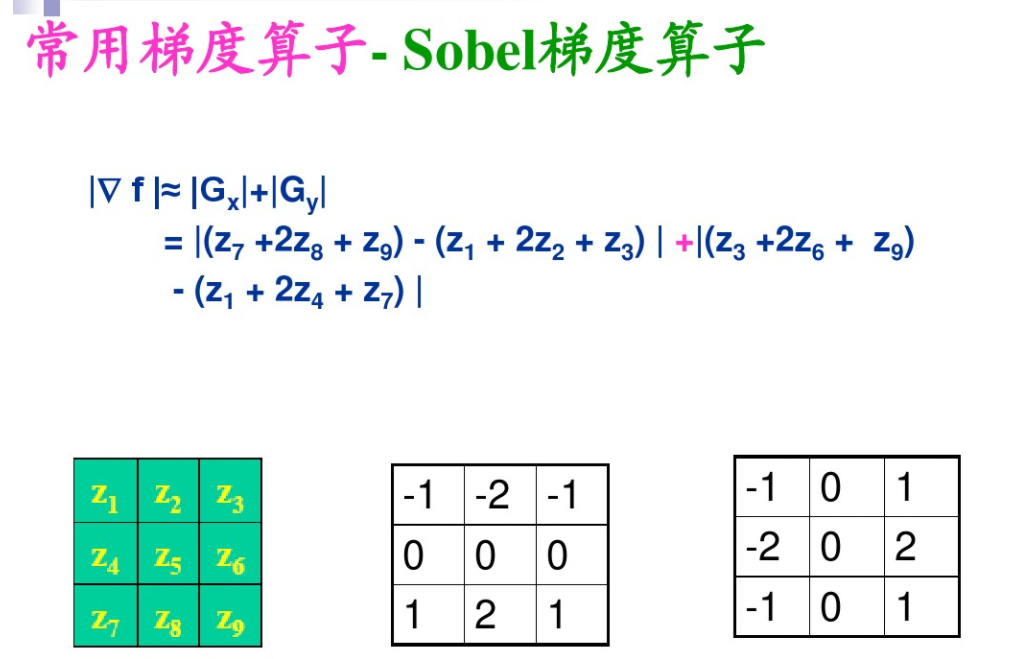 常用梯度算子- Sobel梯度算子
|∇ f |≈ |Gₓ|+|G_y|
= |(z₇ +2z₈ + z₉) - (z₁ + 2z₂ + z₃) | +|(z₃ +2z₆ + z₉)
- (z₁ + 2z₄ + z₇) |
z₁ z₂ z₃
z₄ z₅ z₆
z₇ z₈ z₉
-1 -2 -1
0 0 0
1 2 1
-1 0 1
-2 0 2
-1 0 1